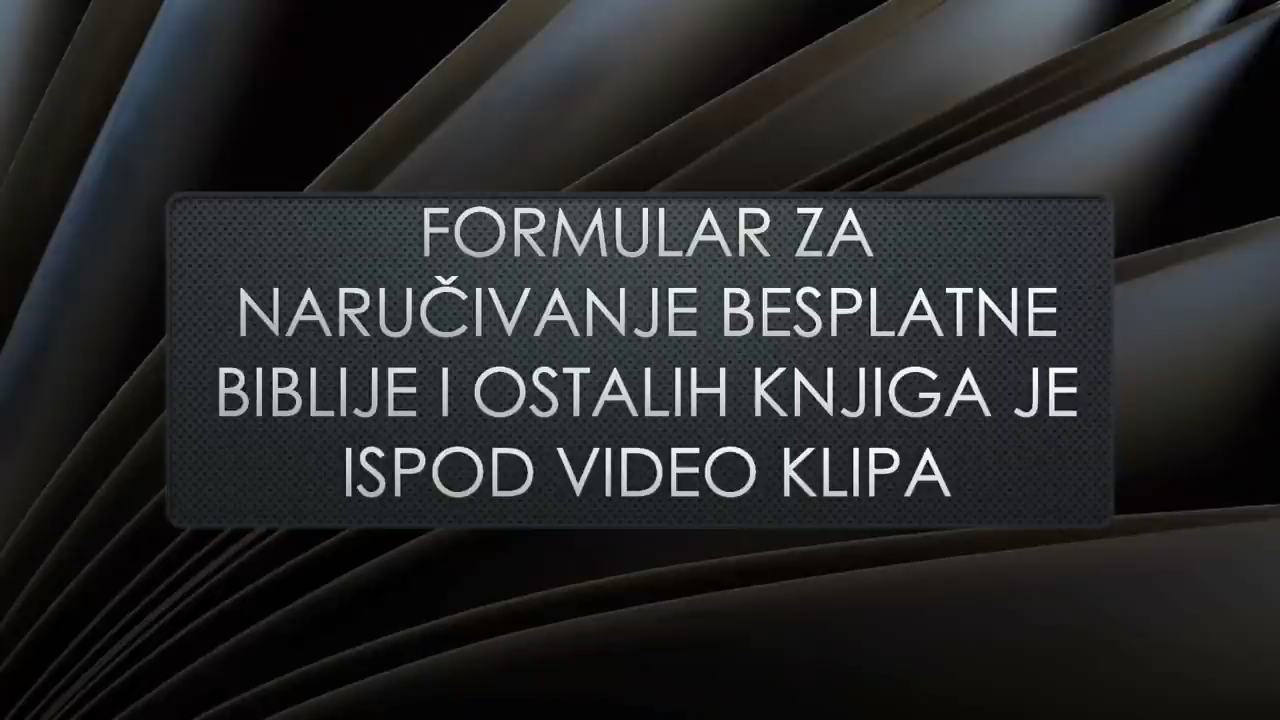 FORMULAR ZA
NARUČIVANJE BESPLATNE
BIBLIJE I OSTALIH KNJIGA JE
ISPOD VIDEO KLIPA